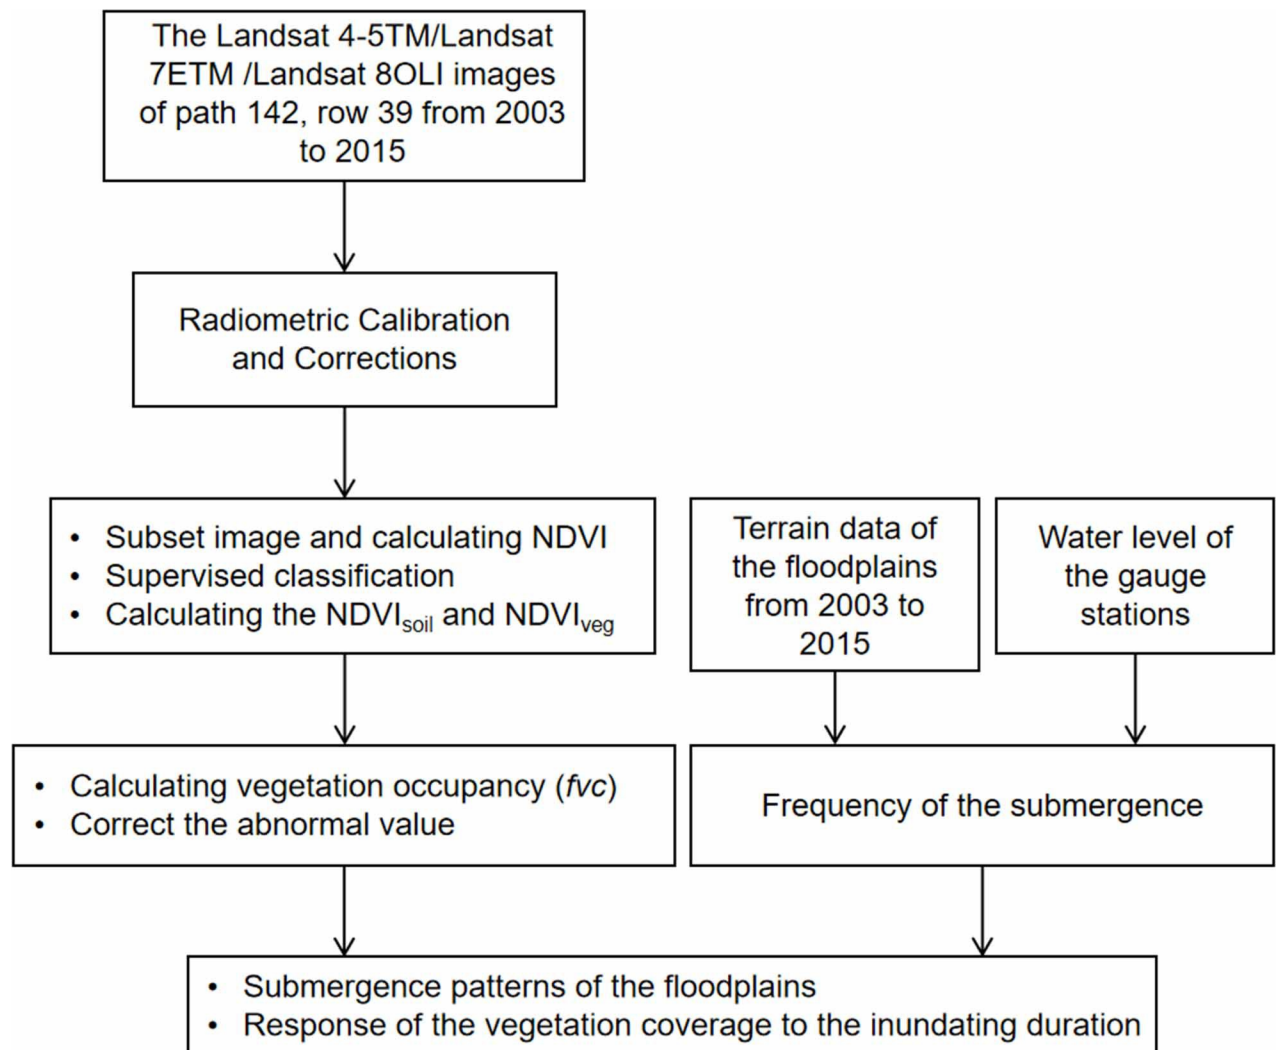 The Landsat 4-5TM/Landsat
7ETM /Landsat 8OLI images
of path 142, row 39 from 2003
to 2015
Radiometric Calibration
and Corrections
• Subset image and calculating NDVI
• Supervised classification
• Calculating the NDVIsoil and NDVIveg
Terrain data of
the floodplains
from 2003 to
2015
Water level of
the gauge
stations
• Calculating vegetation occupancy (fvc)
• Correct the abnormal value
Frequency of the submergence
• Submergence patterns of the floodplains
• Response of the vegetation coverage to the inundating duration